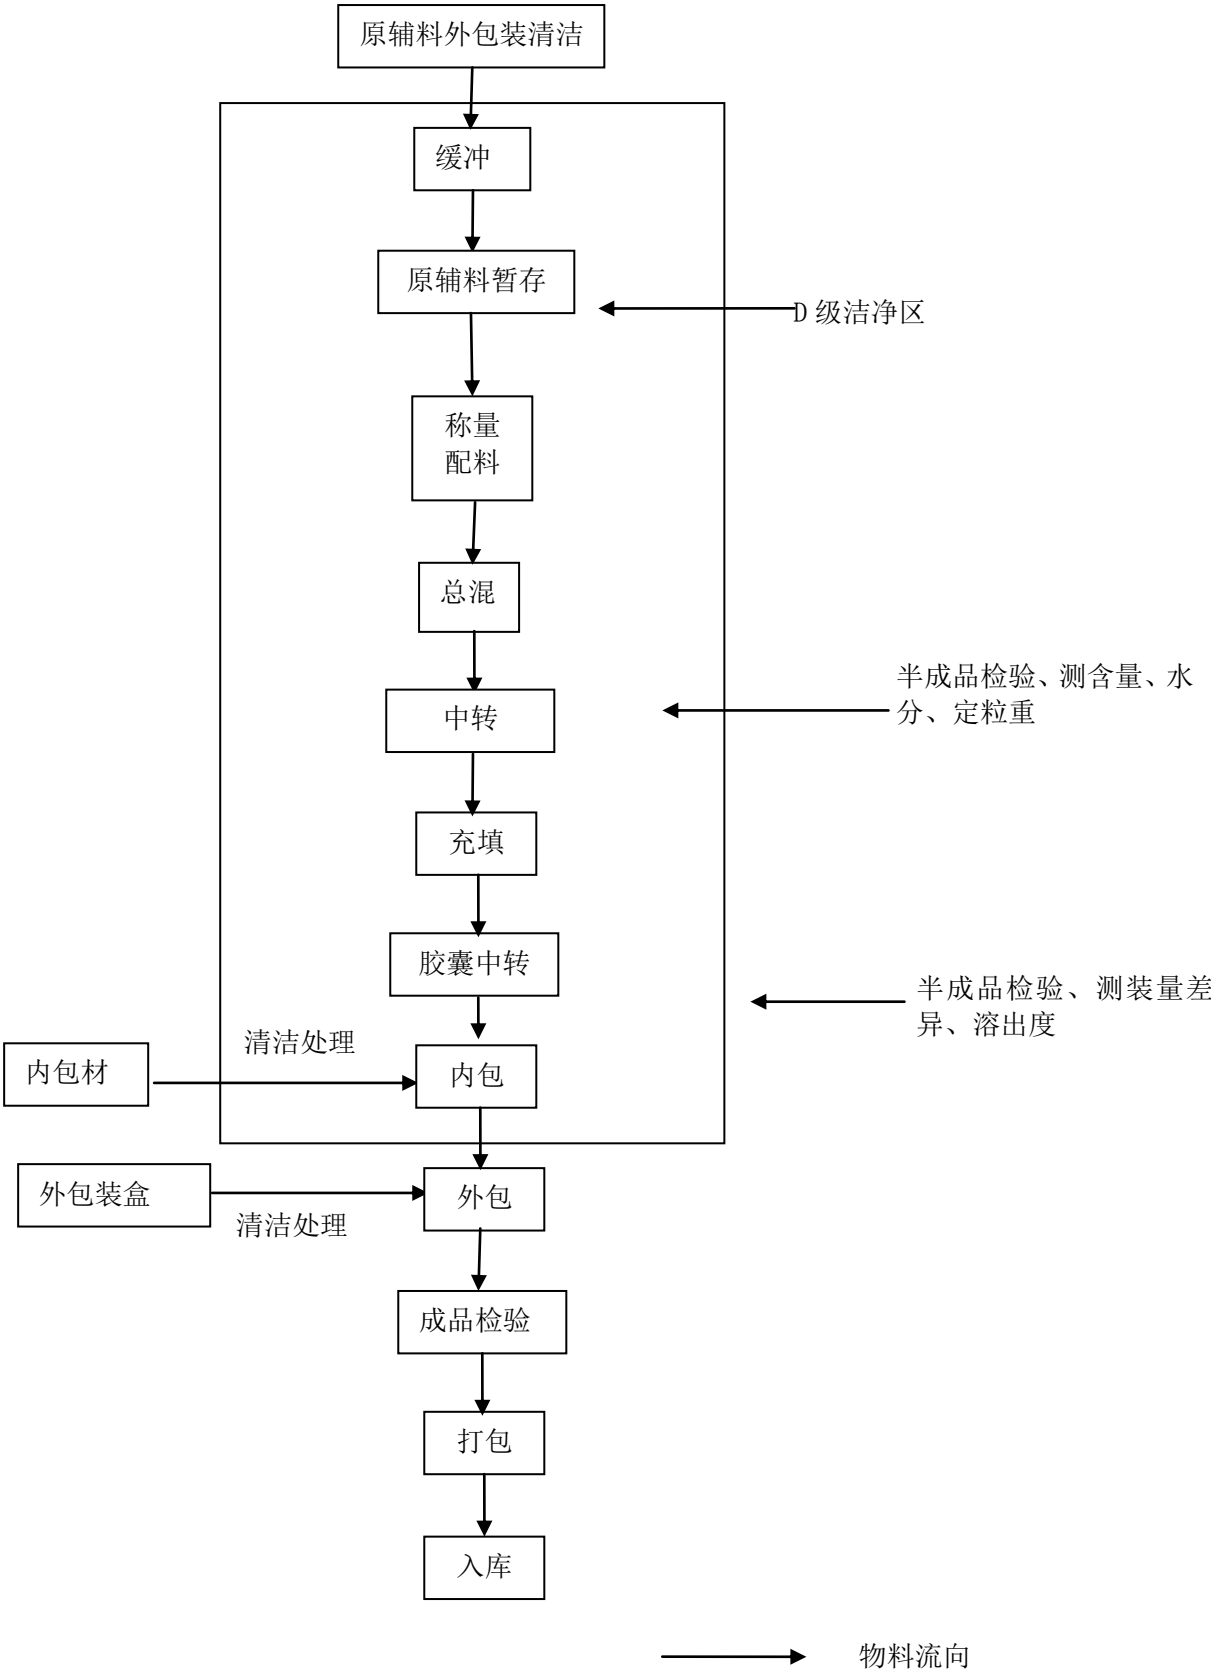 原辅料外包装清洁
缓冲
原辅料暂存
D 级洁净区
称量
配料
总混
半成品检验、测含量、水
分、定粒重
中转
充填
胶囊中转
半成品检验、测装量差
异、溶出度
清洁处理
内包材
内包
外包装盒
外包
清洁处理
成品检验
打包
入库
物料流向